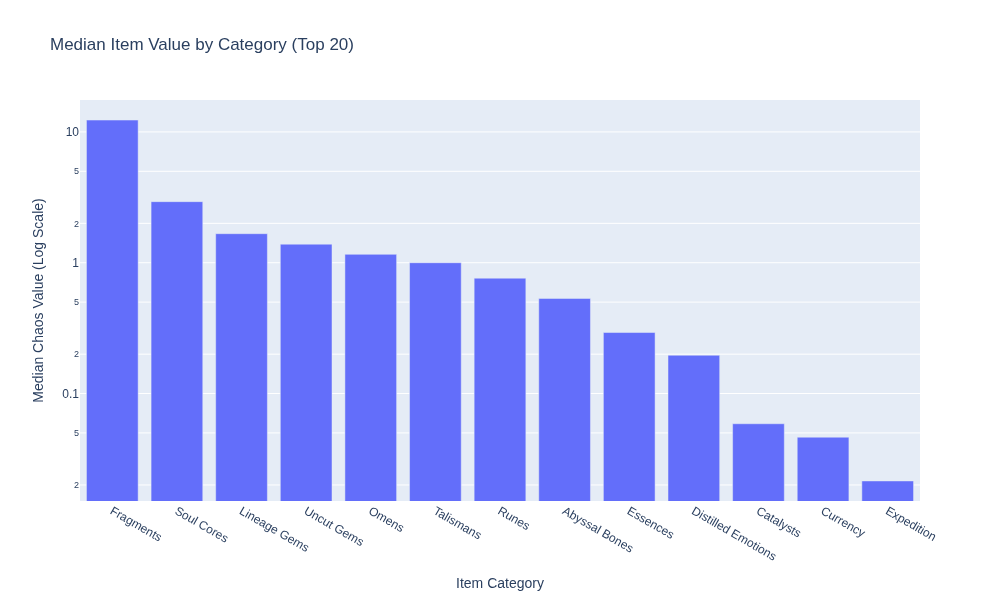 Median Item Value by Category (Top 20)
Median Chaos Value (Log Scale)
10
5
2
1
5
2
0.1
5
2
Fragments
Soul Cores
Lineage Gems
Uncut Gems
Omens
Talismans
Runes
Abyssal Bones
Essences
Distilled Emotions
Catalysts
Currency
Expedition
Item Category